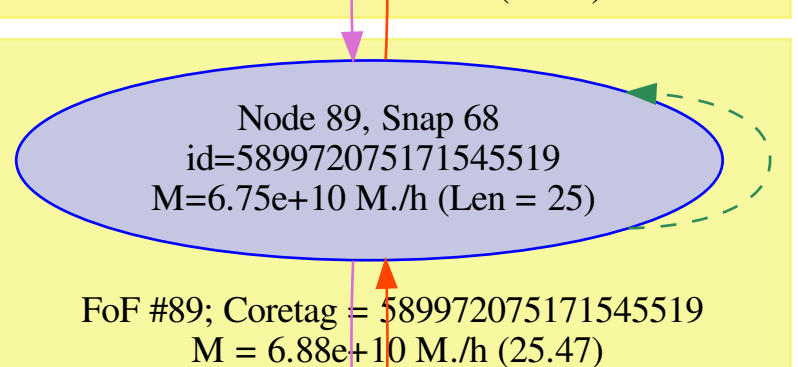 Node 89, Snap 68
id=589972075171545519
M=6.75e+10 M./h (Len = 25)
FoF #89; Coretag = 589972075171545519
M = 6.88e+10 M./h (25.47)